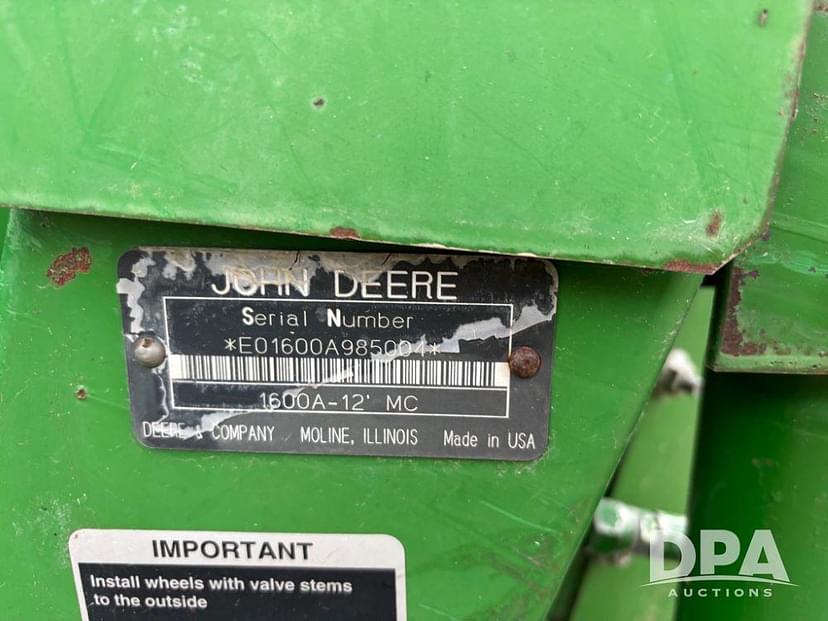 JOHN DEERE
Serial Number
*E01600A985004*
1600A-12' MC
DEERE & COMPANY MOLINE, ILLINOIS Made in USA
IMPORTANT
Install wheels with valve stems
to the outside
DPA
AUCTIONS